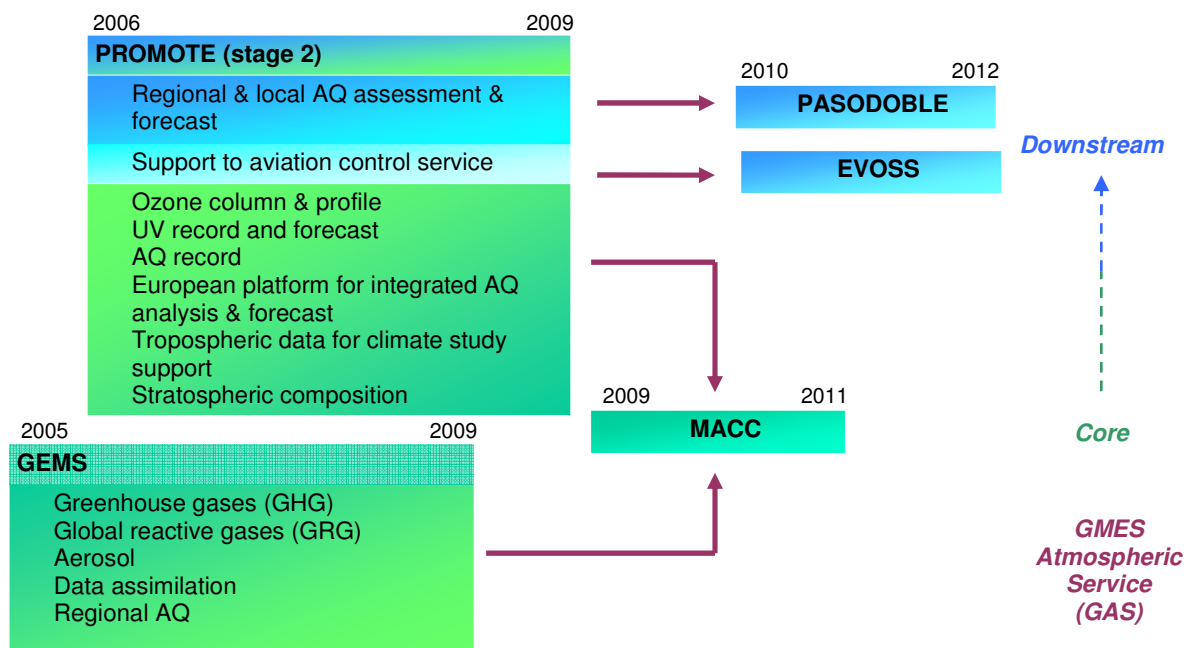 2006 2009
PROMOTE (stage 2)
Regional & local AQ assessment &
forecast
Support to aviation control service
Ozone column & profile
UV record and forecast
AQ record
European platform for integrated AQ
analysis & forecast
Tropospheric data for climate study
support
Stratospheric composition
2010 2012
PASODOBLE
EVOSS
Downstream
2005 2009
GEMS
Greenhouse gases (GHG)
Global reactive gases (GRG)
Aerosol
Data assimilation
Regional AQ
2009 2011
MACC
Core
GMES
Atmospheric
Service
(GAS)